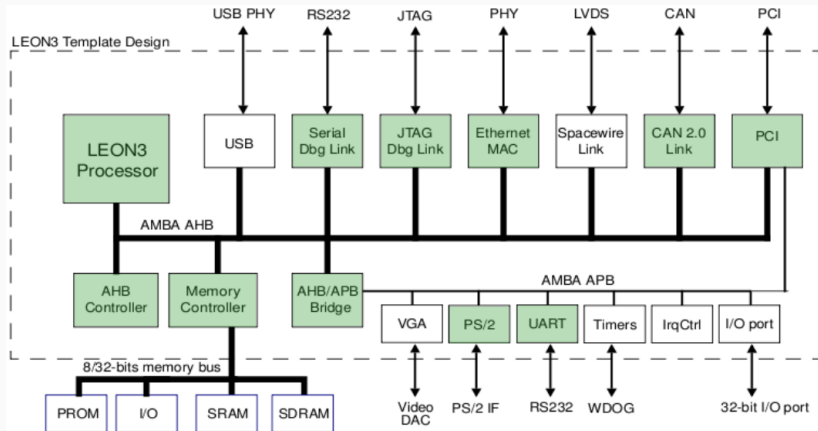 USB PHY RS232 JTAG PHY LVDS CAN PCI
LEON3 Template Design
LEON3
Processor
USB
Serial
Dbg Link
JTAG
Dbg Link
Ethernet
MAC
Spacewire
Link
CAN 2.0
Link
PCI
AMBA AHB
AHB
Controller
Memory
Controller
AHB/APB
Bridge
AMBA APB
VGA
PS/2
UART
Timers
IrqCtrl
I/O port
8/32-bits memory bus
PROM
I/O
SRAM
SDRAM
Video
DAC
PS/2 IF
RS232
WDOG
32-bit I/O port